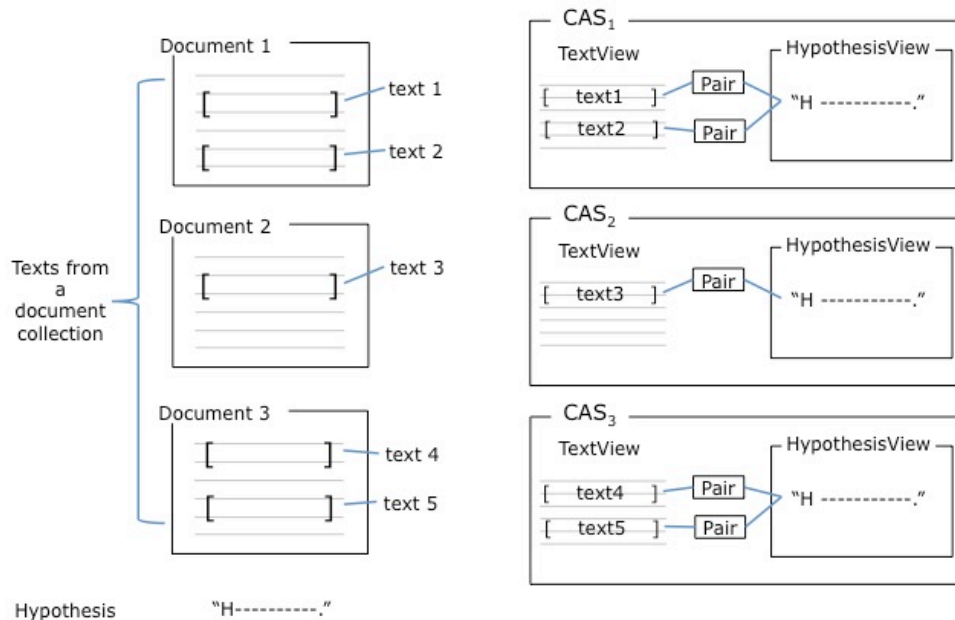 Document 1
text 1
text 2
Document 2
text 3
Texts from
a
document
collection
Document 3
text 4
text 5
Hypothesis "H----------."
CAS1
TextView
HypothesisView
[ text1 ] Pair
"H -----------."
[ text2 ] Pair
CAS2
TextView
HypothesisView
[ text3 ] Pair
"H -----------."
CAS3
TextView
HypothesisView
[ text4 ] Pair
"H -----------."
[ text5 ] Pair